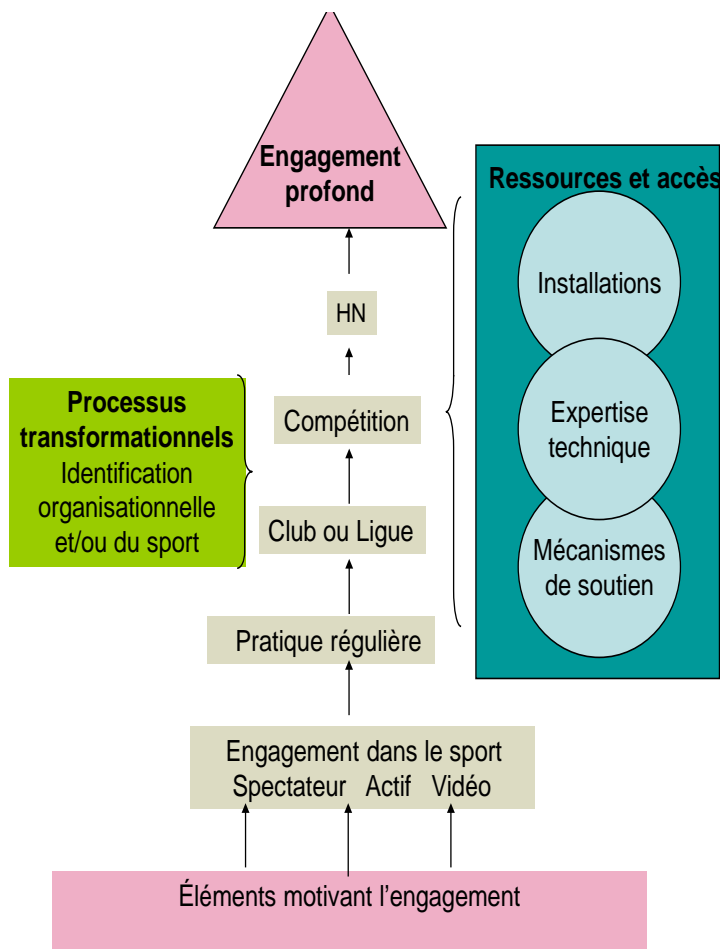 Engagement
profond
Ressources et accès
Installations
HN
Processus
transformationnels
Identification
organisationnelle
et/ou du sport
Compétition
Expertise
technique
Club ou Ligue
Mécanismes
de soutien
Pratique régulière
Engagement dans le sport
Spectateur Actif Vidéo
Éléments motivant l’engagement